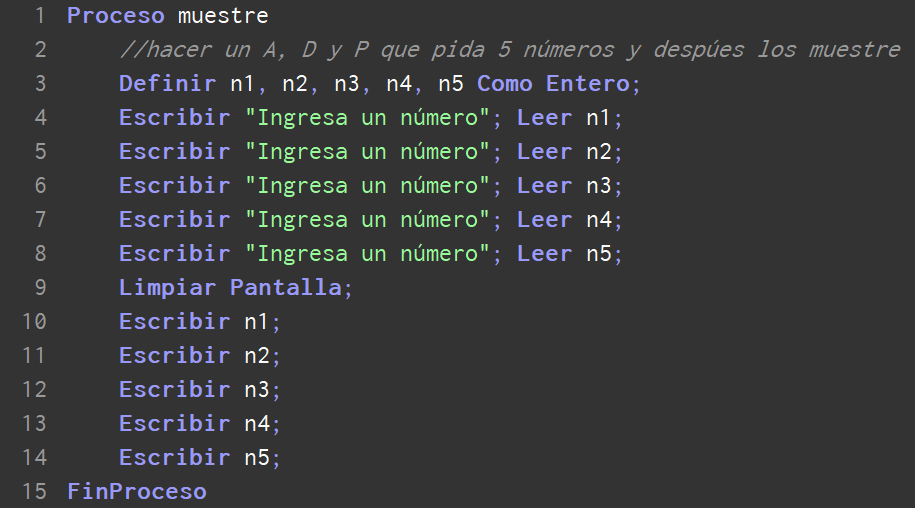 1 Proceso muestre
2 //hacer un A, D y P que pida 5 números y despúes los muestre
3 Definir n1, n2, n3, n4, n5 Como Entero;
4 Escribir "Ingresa un número"; Leer n1;
5 Escribir "Ingresa un número"; Leer n2;
6 Escribir "Ingresa un número"; Leer n3;
7 Escribir "Ingresa un número"; Leer n4;
8 Escribir "Ingresa un número"; Leer n5;
9 Limpiar Pantalla;
10 Escribir n1;
11 Escribir n2;
12 Escribir n3;
13 Escribir n4;
14 Escribir n5;
15 FinProceso